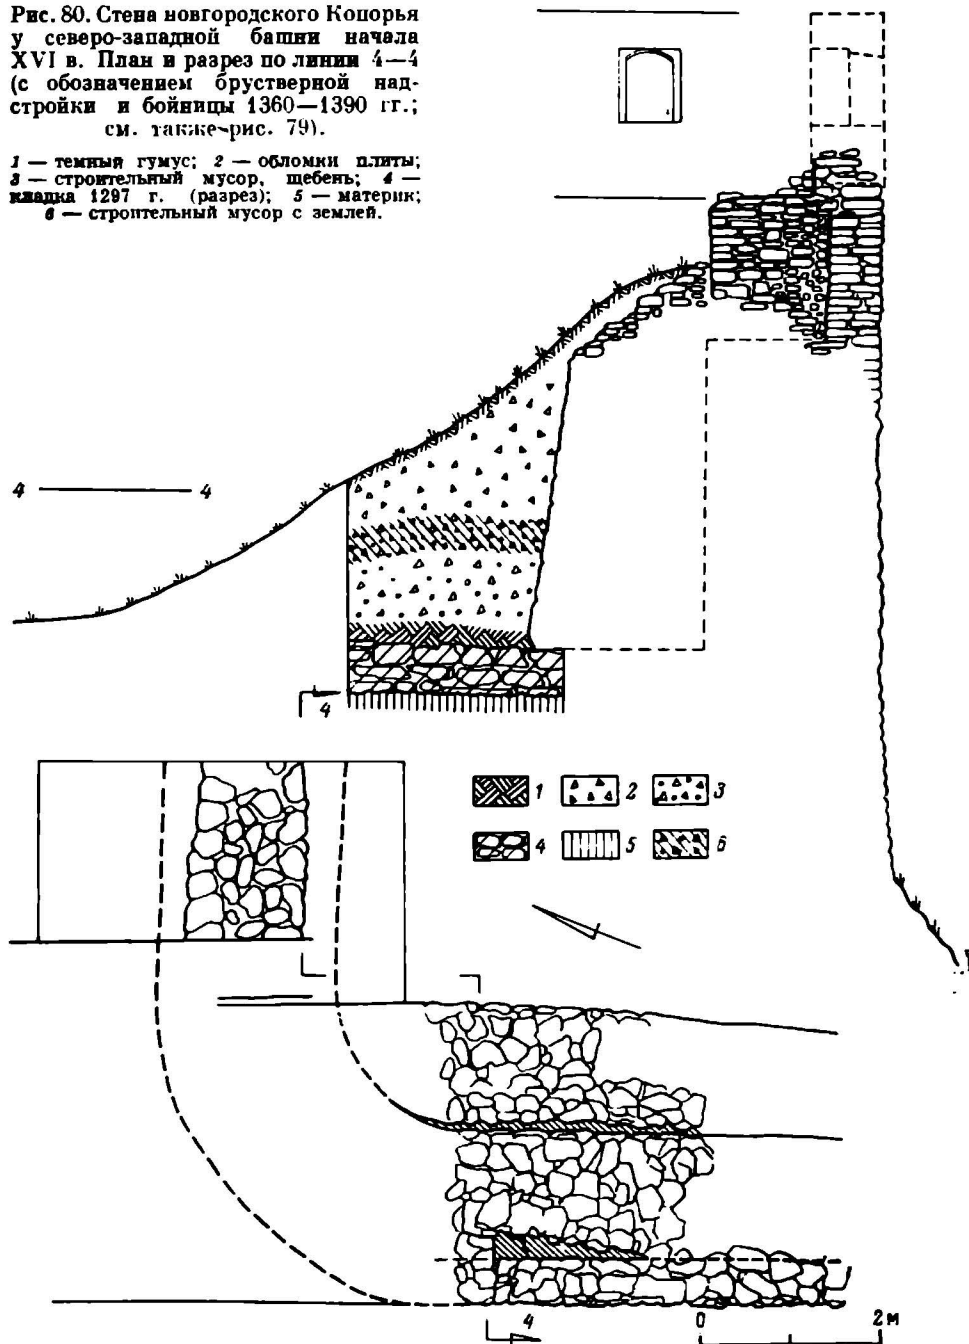 Рис. 80. Стена новгородского Копорья
у северо-западной башни начала
XVI в. План и разрез по линии 4—4
(с обозначением брустверной над-
стройки и бойницы 1360—1390 гг.;
см. также рис. 79).
1 — темный гумус; 2 — обломки плиты;
3 — строительный мусор, щебень; 4 —
кладка 1297 г. (разрез); 5 — материк;
6 — строительный мусор с землей.
4 4
4
1 2 3
4 5 6
4
0 2 м